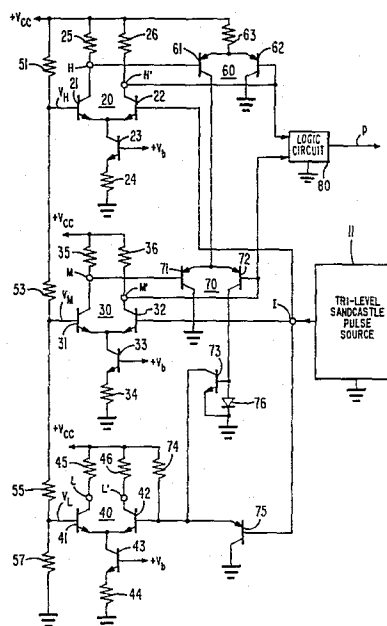 +Vcc
25
26
63
51
61
62
H
H'
60
VH
21
20
22
LOGIC CIRCUIT
P
80
23
+Vb
24
+Vcc
11
35
36
53
M
M'
71
70
72
I
TRI-LEVEL SANDCASTLE PULSE SOURCE
VM
30
31
32
73
33
+Vb
76
34
+Vcc
45
46
74
55
L
L'
VL
40
42
75
41
43
+Vb
57
44